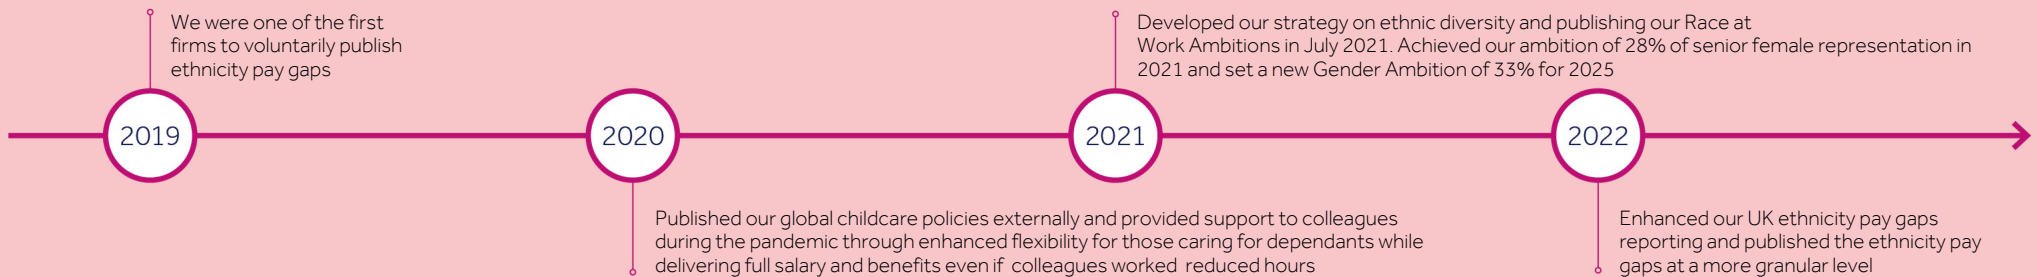 We were one of the first
firms to voluntarily publish
ethnicity pay gaps
2019
Published our global childcare policies externally and provided support to colleagues
during the pandemic through enhanced flexibility for those caring for dependants while
delivering full salary and benefits even if colleagues worked reduced hours
2020
Developed our strategy on ethnic diversity and publishing our Race at
Work Ambitions in July 2021. Achieved our ambition of 28% of senior female representation in
2021 and set a new Gender Ambition of 33% for 2025
2021
2022
Enhanced our UK ethnicity pay gaps
reporting and published the ethnicity pay
gaps at a more granular level